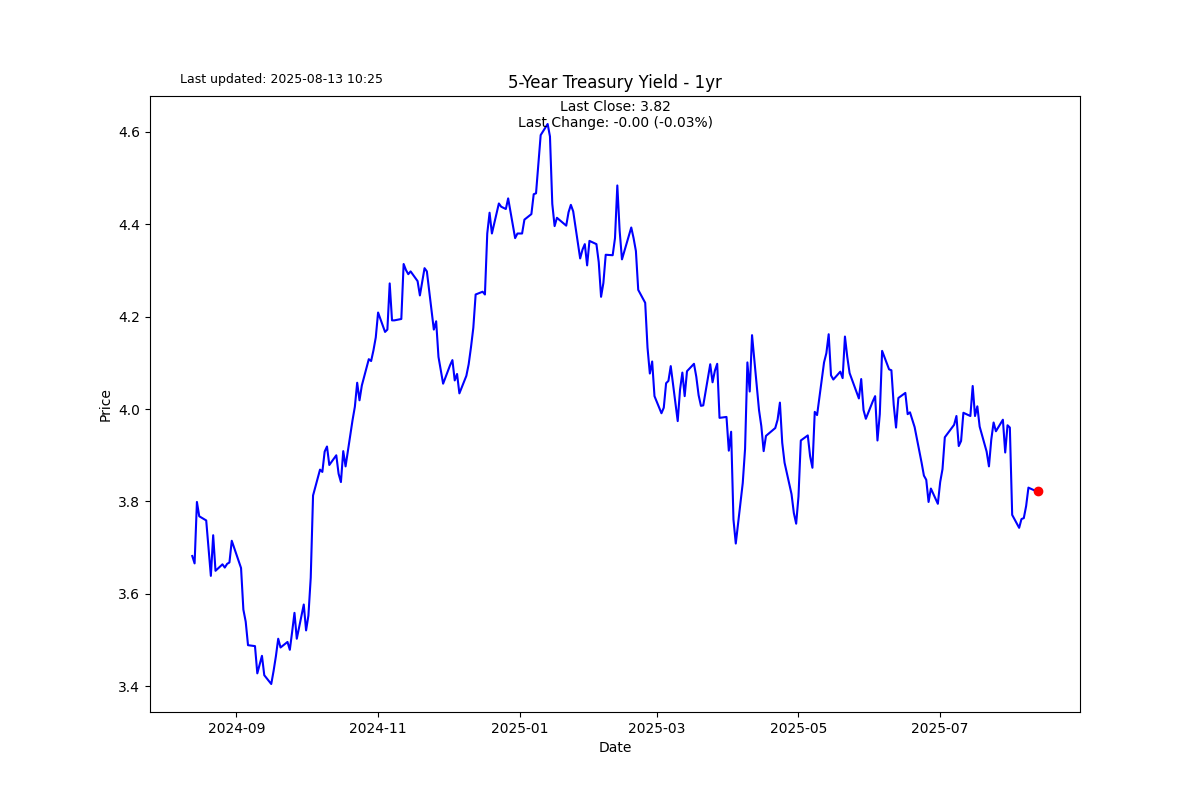 Last updated: 2025-08-13 10:25
5-Year Treasury Yield - 1yr
Last Close: 3.82
Last Change: -0.00 (-0.03%)
4.6
4.4
4.2
4.0
3.8
3.6
3.4
Price
2024-09
2024-11
2025-01
2025-03
2025-05
2025-07
Date